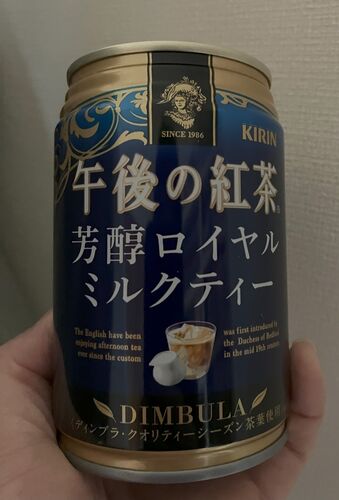 SINCE 1986
KIRIN
午後の紅茶
芳醇ロイヤル
ミルクティー
The English have been
enjoying afternoon tea
ever since the custom
was first introduced by
the Duchess of Bedford
in the mid 19th century.
DIMBULA
ディンブラ・クオリティーシーズン茶葉使用